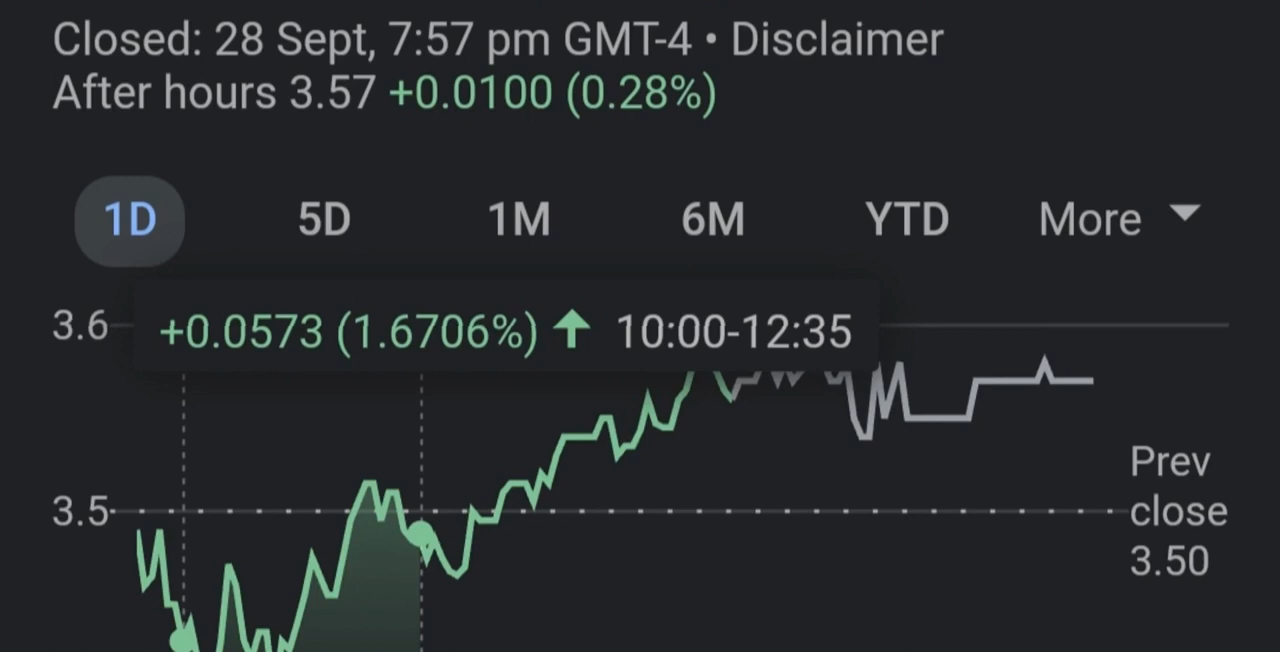 Closed: 28 Sept, 7:57 pm GMT-4 • Disclaimer
After hours 3.57 +0.0100 (0.28%)
1D 5D 1M 6M YTD More
+0.0573 (1.6706%) ↑ 10:00-12:35
3.6
3.5
Prev
close
3.50